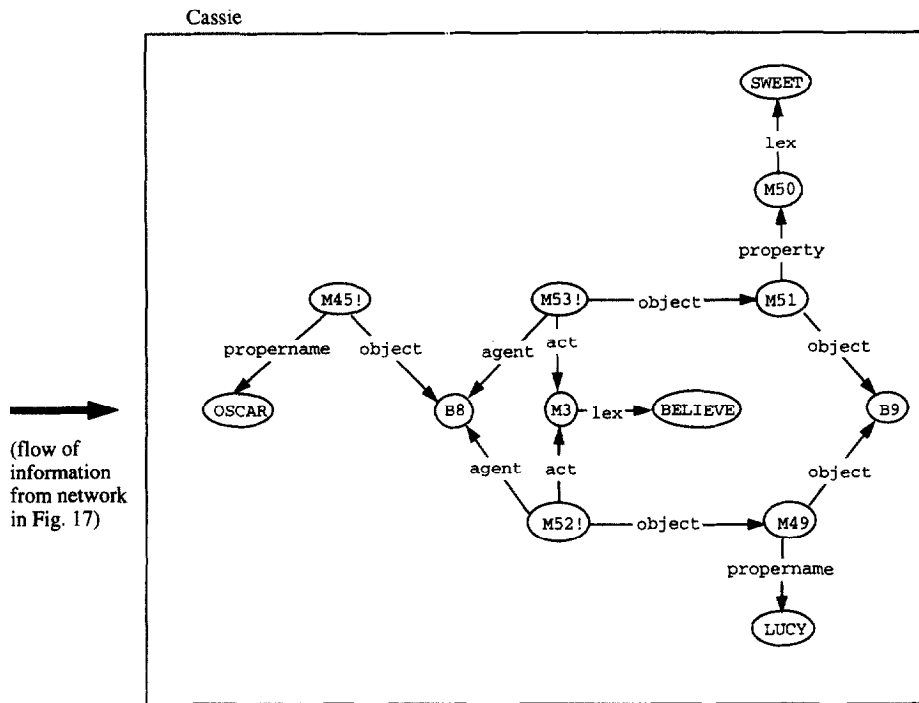 Cassie
SWEET
lex
M50
property
M45!
M53!
object
M51
propername
object
agent
act
object
OSCAR
B8
M3
lex
BELIEVE
B9
(flow of
information
from network
in Fig. 17)
agent
act
object
M52!
object
M49
propername
LUCY